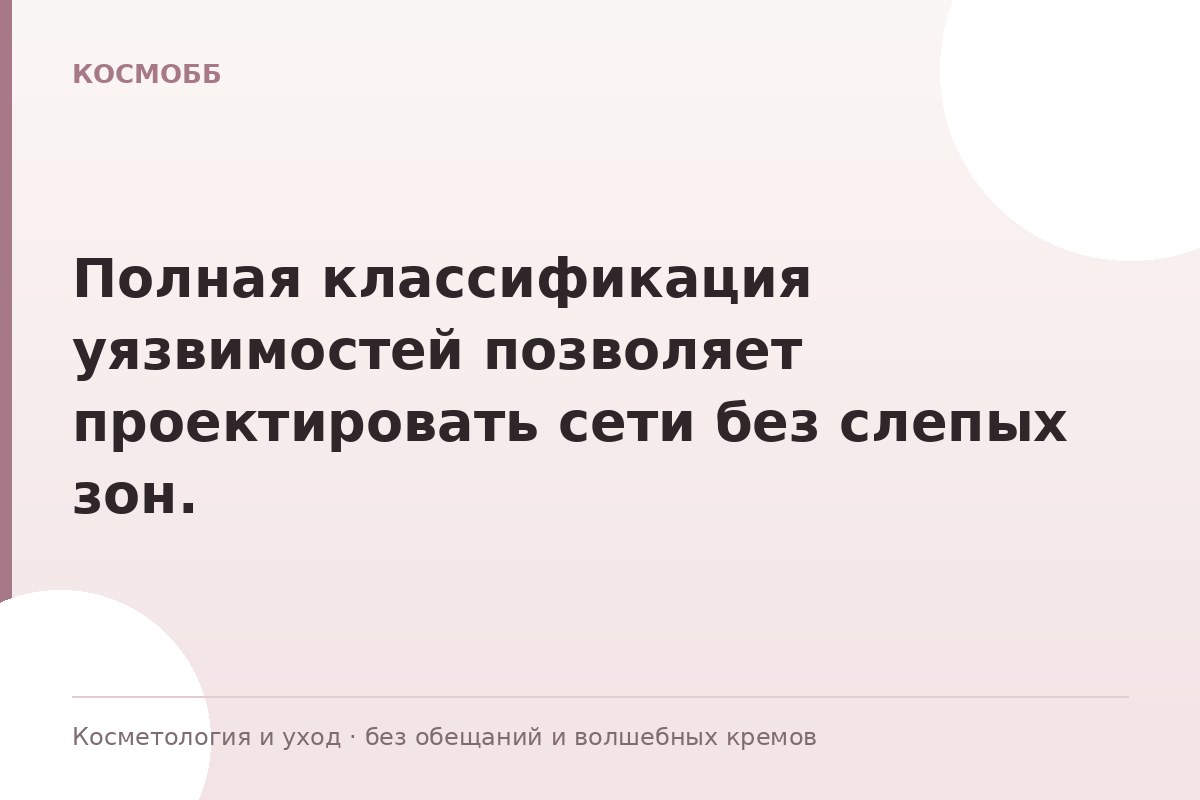 КОСМОББ
Полная классификация
уязвимостей позволяет
проектировать сети без слепых
зон.
Косметология и уход · без обещаний и волшебных кремов